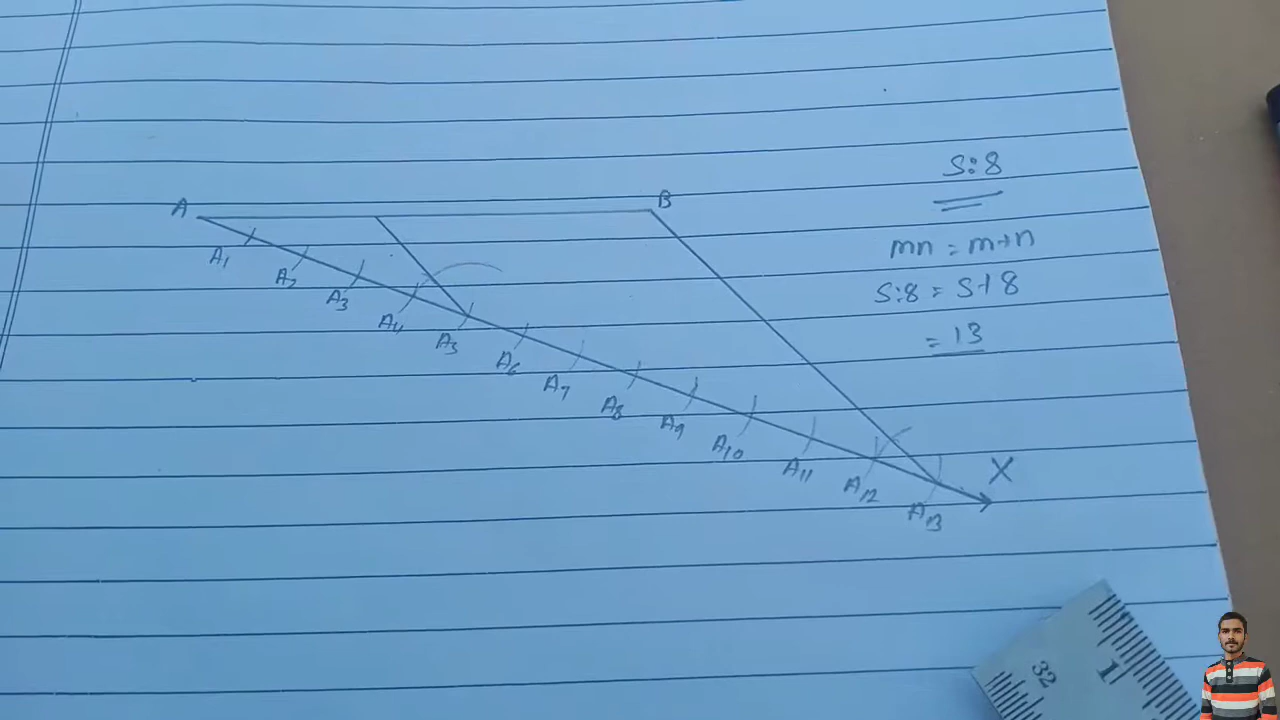 A
B
5:8
mn = m+n
5:8 = 5+8
= 13
A1
A2
A3
A4
A5
A6
A7
A8
A9
A10
A11
A12
A13
X
32
1